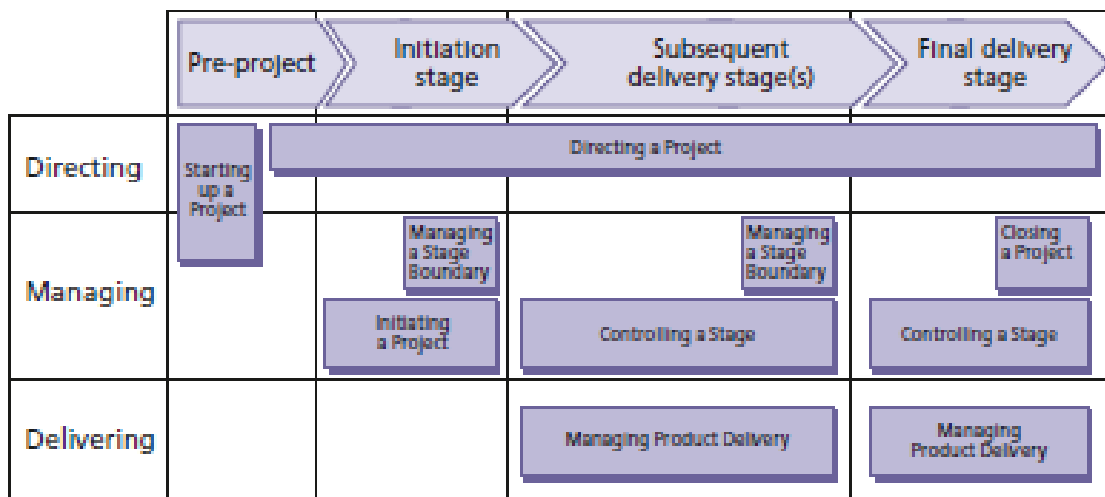 Pre-project
Initiation
stage
Subsequent
delivery stage(s)
Final delivery
stage
Directing
Starting
up a
Project
Directing a Project
Managing
Managing
a Stage
Boundary
Managing
a Stage
Boundary
Closing
a Project
Initiating
a Project
Controlling a Stage
Controlling a Stage
Delivering
Managing Product Delivery
Managing
Product Delivery